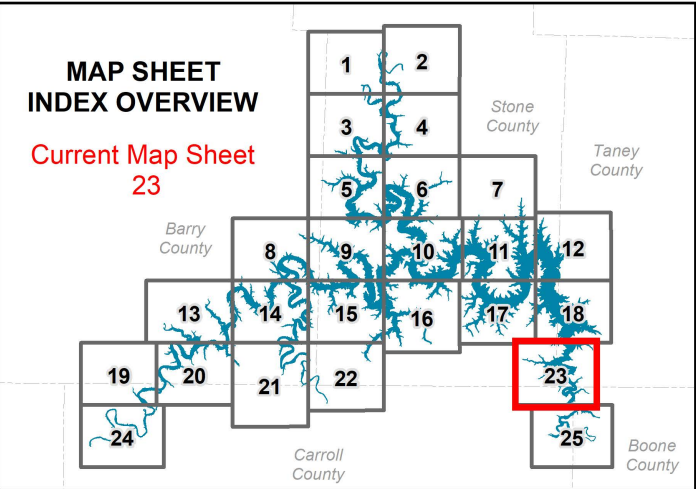 MAP SHEET
INDEX OVERVIEW
Current Map Sheet
23
1
2
3
4
Stone
County
Taney
County
5
6
7
Barry
County
8
9
10
11
12
13
14
15
16
17
18
19
20
21
22
23
24
25
Carroll
County
Boone
County